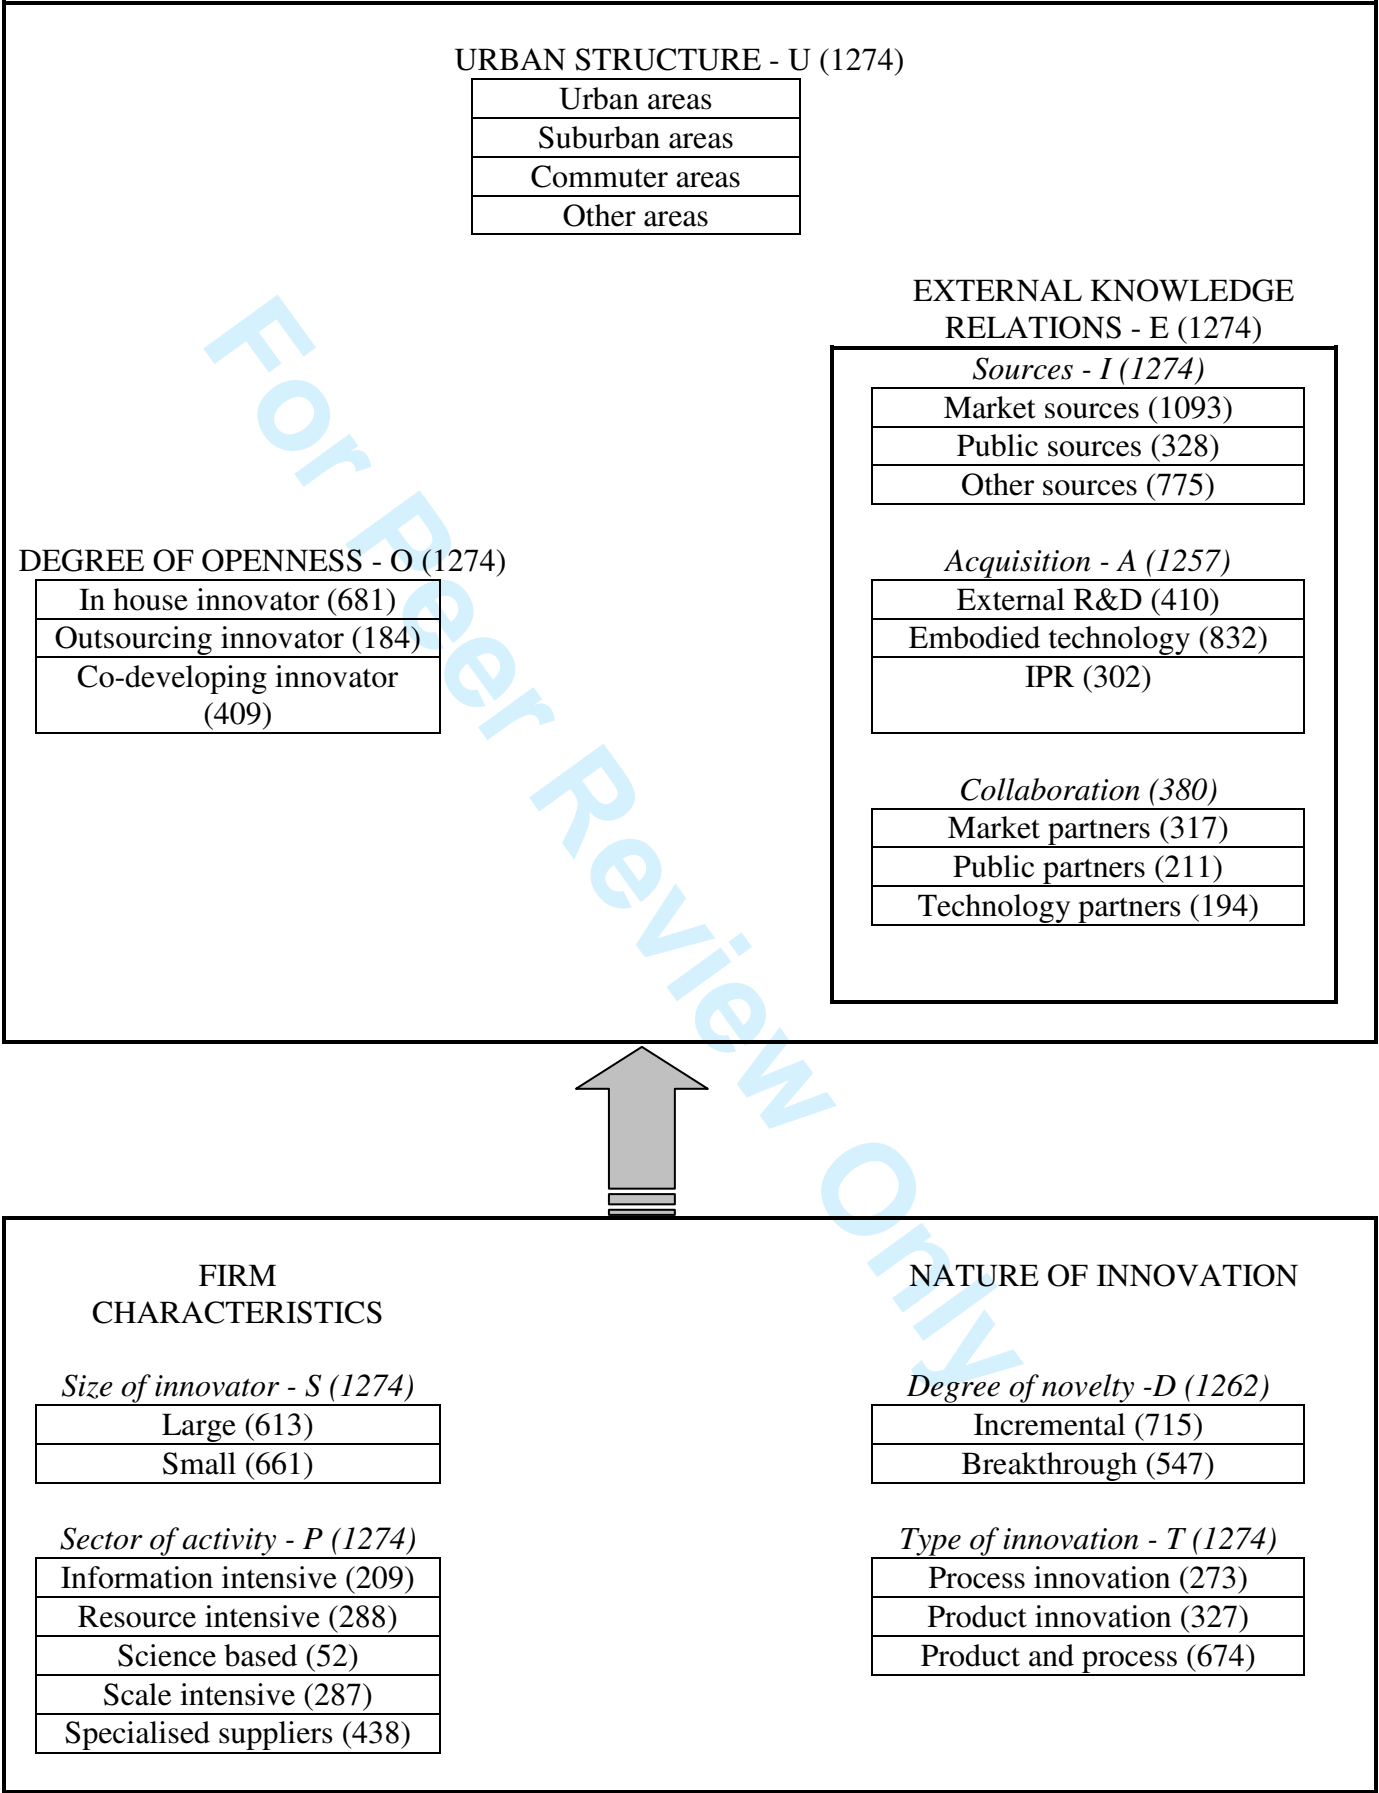 URBAN STRUCTURE - U (1274)
Urban areas
Suburban areas
Commuter areas
Other areas
EXTERNAL KNOWLEDGE
RELATIONS - E (1274)
Sources - I (1274)
Market sources (1093)
Public sources (328)
Other sources (775)
DEGREE OF OPENNESS - O (1274)
In house innovator (681)
Outsourcing innovator (184)
Co-developing innovator
(409)
Acquisition - A (1257)
External R&D (410)
Embodied technology (832)
IPR (302)
Collaboration (380)
Market partners (317)
Public partners (211)
Technology partners (194)
For Peer Review Only
FIRM
CHARACTERISTICS
Size of innovator - S (1274)
Large (613)
Small (661)
Sector of activity - P (1274)
Information intensive (209)
Resource intensive (288)
Science based (52)
Scale intensive (287)
Specialised suppliers (438)
NATURE OF INNOVATION
Degree of novelty -D (1262)
Incremental (715)
Breakthrough (547)
Type of innovation - T (1274)
Process innovation (273)
Product innovation (327)
Product and process (674)